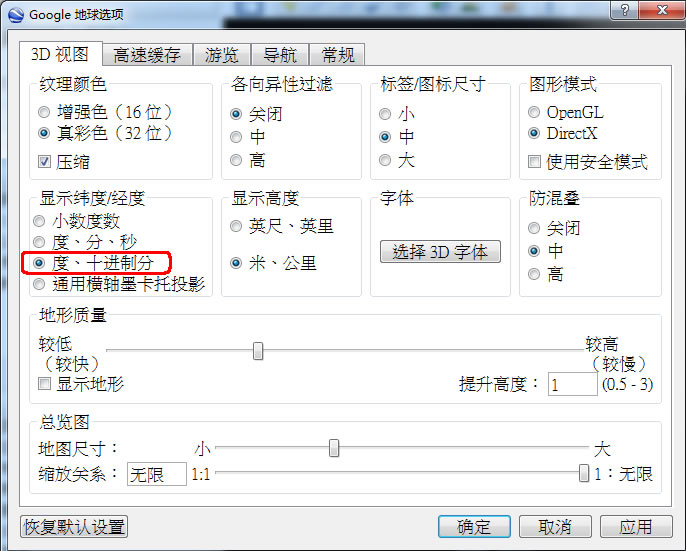 Google 地球选项
3D 视图 高速缓存 游览 导航 常规
纹理颜色
增强色（16 位）
真彩色（32 位）
压缩
各向异性过滤
关闭
中
高
标签/图标尺寸
小
中
大
图形模式
OpenGL
DirectX
使用安全模式
显示纬度/经度
小数度数
度、分、秒
度、十进制分
通用横轴墨卡托投影
显示高度
英尺、英里
米、公里
字体
选择 3D 字体
防混叠
关闭
中
高
地形质量
较低 较高
（较快） （较慢）
显示地形 提升高度： 1 (0.5 - 3)
总览图
地图尺寸： 小 大
缩放关系： 无限 1:1 1：无限
恢复默认设置 确定 取消 应用